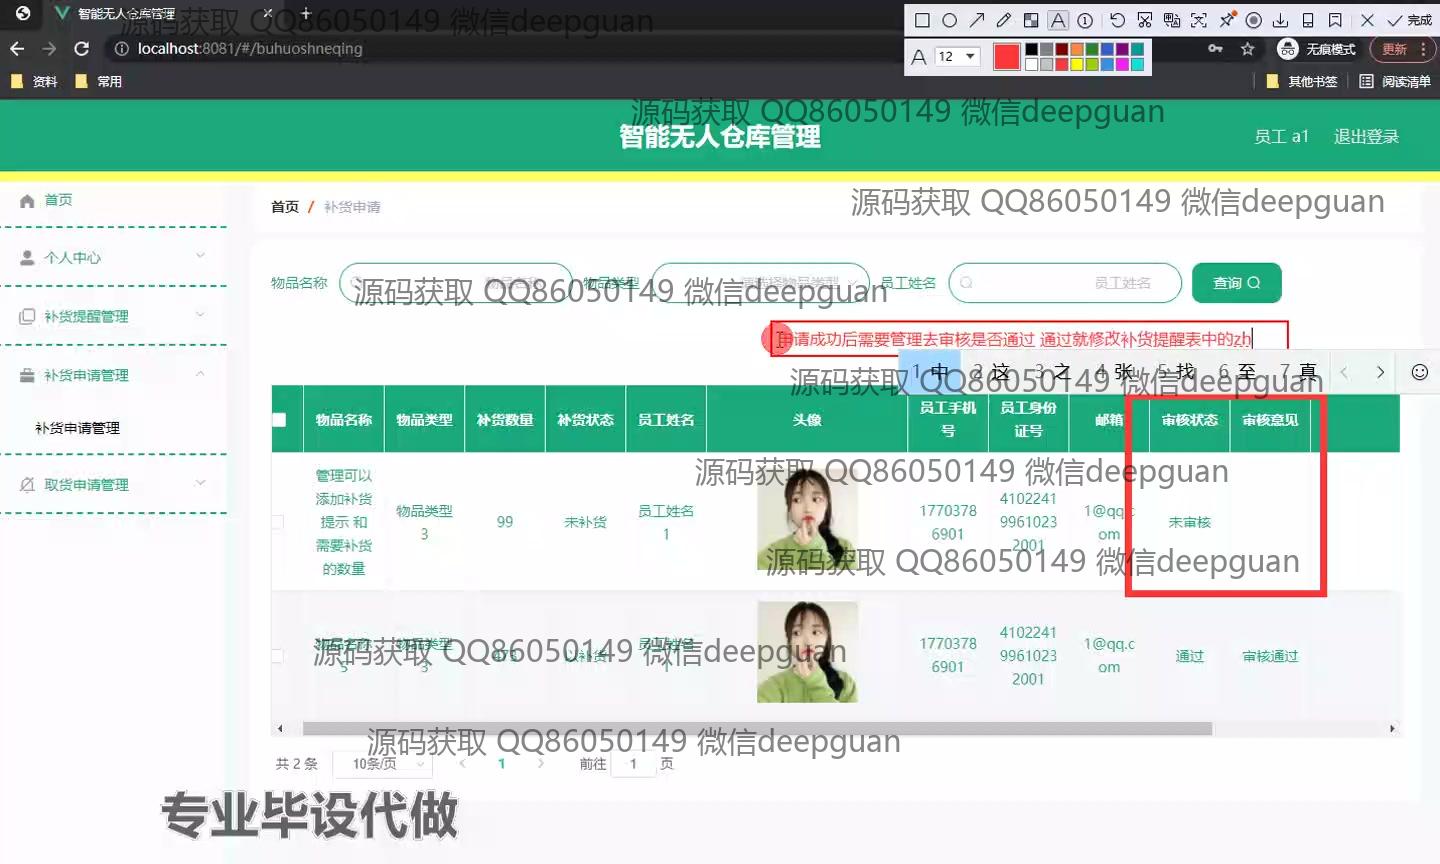 智能无人仓库管理
源码获取 QQ86050149 微信deepguan
localhost:8081/#/buhuoshneqing
12
完成
无痕模式
更新
资料
常用
其他书签
阅读清单
源码获取 QQ86050149 微信deepguan
智能无人仓库管理
员工 a1
退出登录
首页
个人中心
补货提醒管理
补货申请管理
补货申请管理
取货申请管理
首页 / 补货申请
源码获取 QQ86050149 微信deepguan
物品名称
物品类型
员工姓名
员工姓名
查询
源码获取 QQ86050149 微信deepguan
申请成功后需要管理去审核是否通过 通过就修改补货提醒表中的zh
1 中 2 这 3 之 4 张 5 找 6 至 7 真
源码获取 QQ86050149 微信deepguan
物品名称 物品类型 补货数量 补货状态 员工姓名 头像 员工手机号 员工身份证号 邮箱 审核状态 审核意见
源码获取 QQ86050149 微信deepguan
管理可以
添加补货
提示 和
需要补货
的数量
物品类型
3
99
未补货
员工姓名
1
1770378
6901
4102241
9961023
2001
1@qq.c
om
未审核
源码获取 QQ86050149 微信deepguan
物品名称
5
物品类型
3
员工姓名
1
1770378
6901
4102241
9961023
2001
1@qq.c
om
通过
审核通过
源码获取 QQ86050149 微信deepguan
源码获取 QQ86050149 微信deepguan
共 2 条
10条/页
1
前往 1 页
专业毕设代做